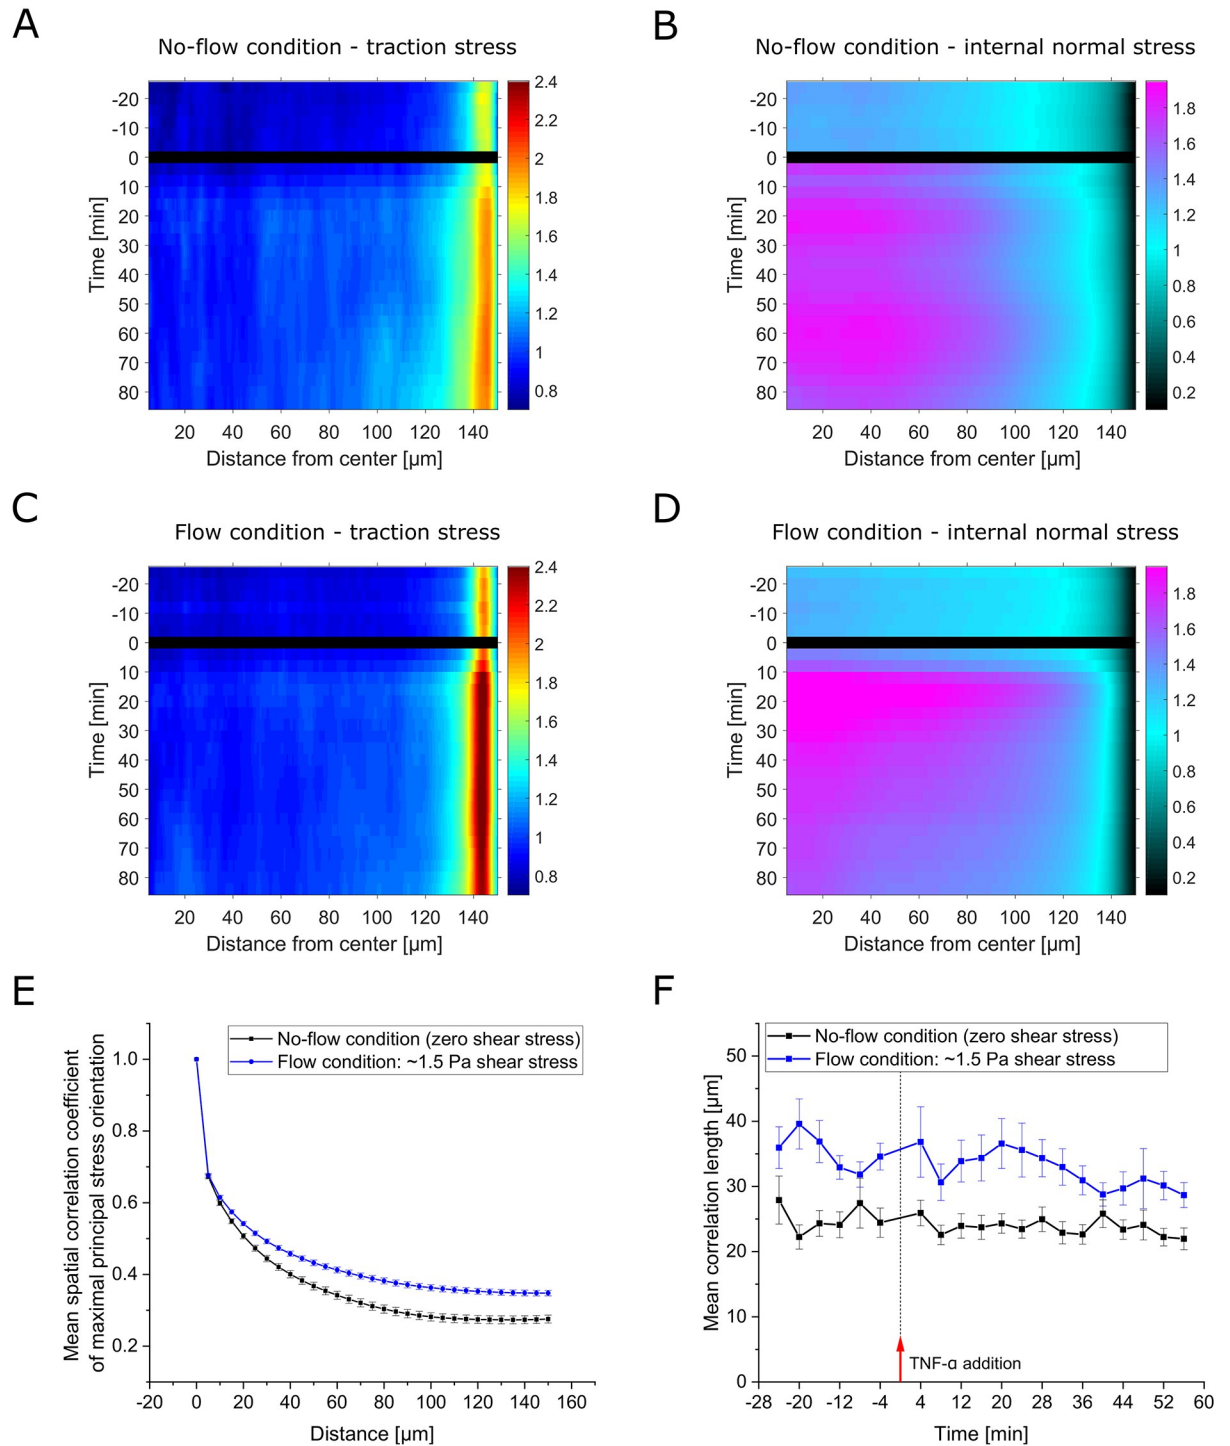 A
No-flow condition - traction stress
-20
-10
0
10
20
30
40
50
60
70
80
Time [min]
20 40 60 80 100 120 140
Distance from center [µm]
2.4
2.2
2
1.8
1.6
1.4
1.2
1
0.8
B
No-flow condition - internal normal stress
-20
-10
0
10
20
30
40
50
60
70
80
Time [min]
20 40 60 80 100 120 140
Distance from center [µm]
1.8
1.6
1.4
1.2
1
0.8
0.6
0.4
0.2
C
Flow condition - traction stress
-20
-10
0
10
20
30
40
50
60
70
80
Time [min]
20 40 60 80 100 120 140
Distance from center [µm]
2.4
2.2
2
1.8
1.6
1.4
1.2
1
0.8
D
Flow condition - internal normal stress
-20
-10
0
10
20
30
40
50
60
70
80
Time [min]
20 40 60 80 100 120 140
Distance from center [µm]
1.8
1.6
1.4
1.2
1
0.8
0.6
0.4
0.2
E
No-flow condition (zero shear stress)
Flow condition: ~1.5 Pa shear stress
Mean spatial correlation coefficient
of maximal principal stress orientation
1.0
0.8
0.6
0.4
0.2
-20 0 20 40 60 80 100 120 140 160
Distance [µm]
F
No-flow condition (zero shear stress)
Flow condition: ~1.5 Pa shear stress
Mean correlation length [µm]
50
40
30
20
10
0
TNF-α addition
-28 -20 -12 -4 4 12 20 28 36 44 52 60
Time [min]